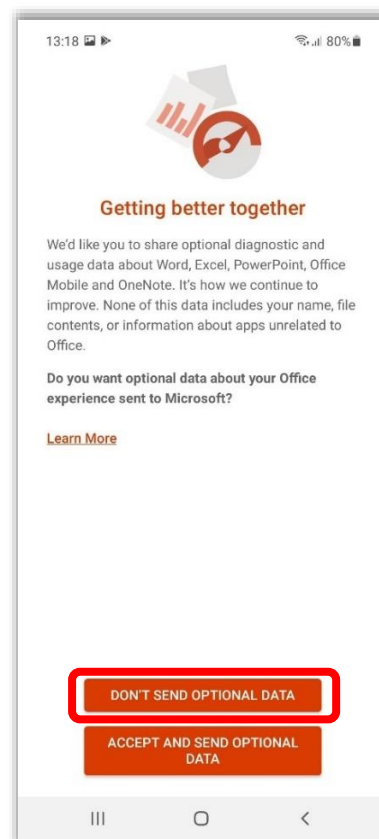 13:18 80%
Getting better together
We'd like you to share optional diagnostic and
usage data about Word, Excel, PowerPoint, Office
Mobile and OneNote. It's how we continue to
improve. None of this data includes your name, file
contents, or information about apps unrelated to
Office.
Do you want optional data about your Office
experience sent to Microsoft?
Learn More
DON'T SEND OPTIONAL DATA
ACCEPT AND SEND OPTIONAL
DATA